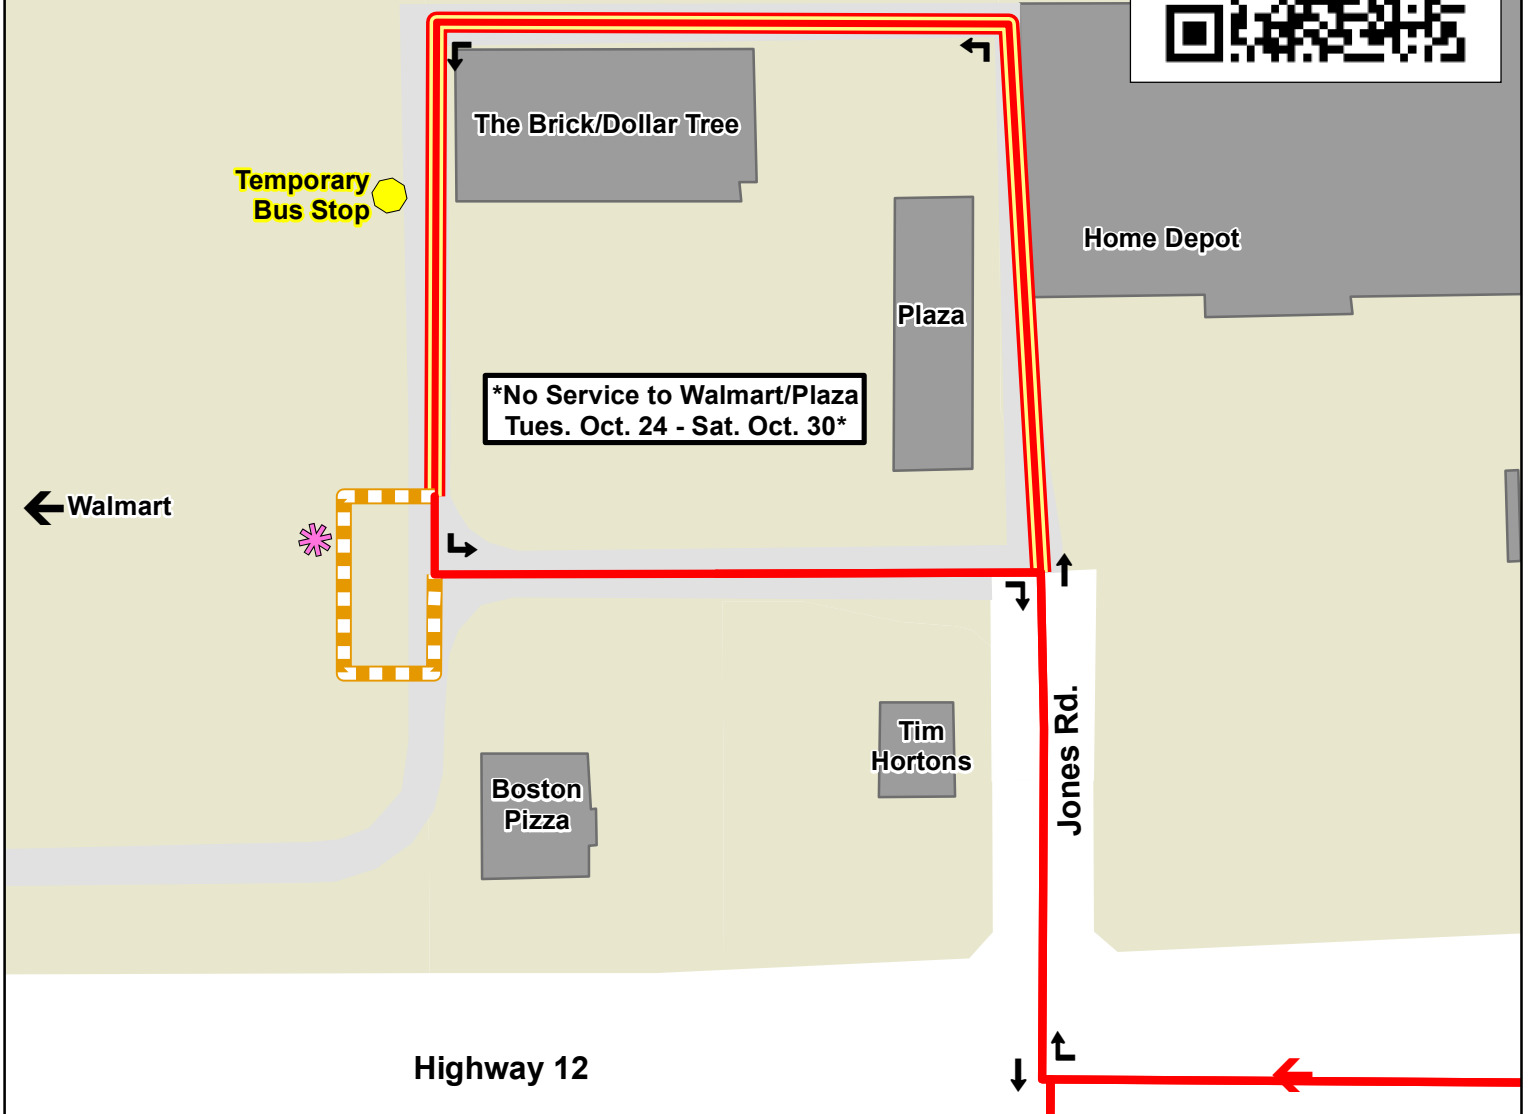 The Brick/Dollar Tree
Temporary
Bus Stop
Home Depot
Plaza
*No Service to Walmart/Plaza
Tues. Oct. 24 - Sat. Oct. 30*
Walmart
Tim
Hortons
Jones Rd.
Boston
Pizza
Highway 12